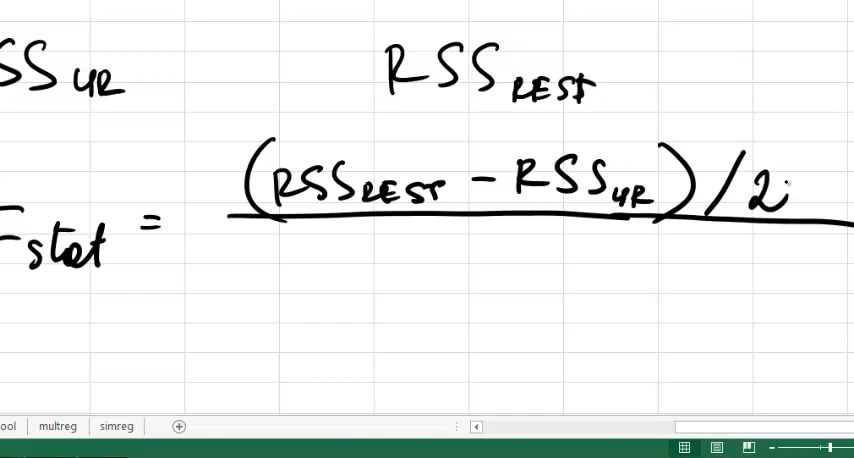 SS UR RSS REST
(RSS REST - RSS UR) / 2
F stat =
ool multreg simreg